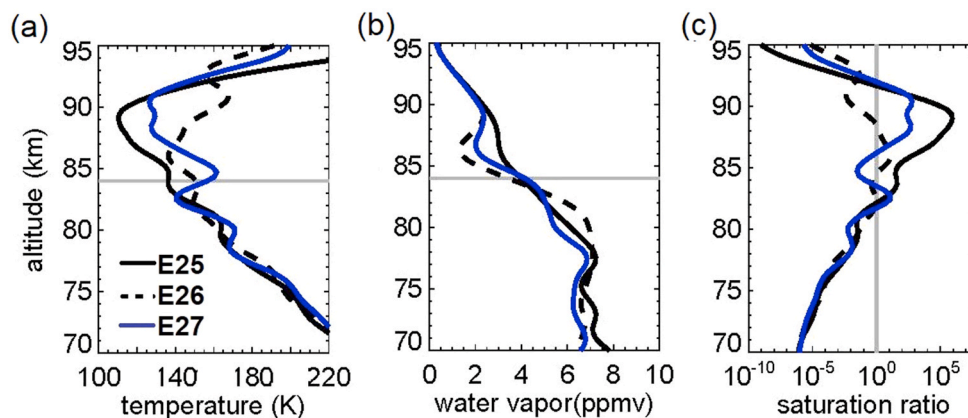 (a)
(b)
(c)
95
90
85
80
75
70
altitude (km)
E25
E26
E27
100 140 180 220
temperature (K)
95
90
85
80
75
70
0 2 4 6 8 10
water vapor(ppmv)
95
90
85
80
75
70
10⁻¹⁰ 10⁻⁵ 10⁰ 10⁵
saturation ratio